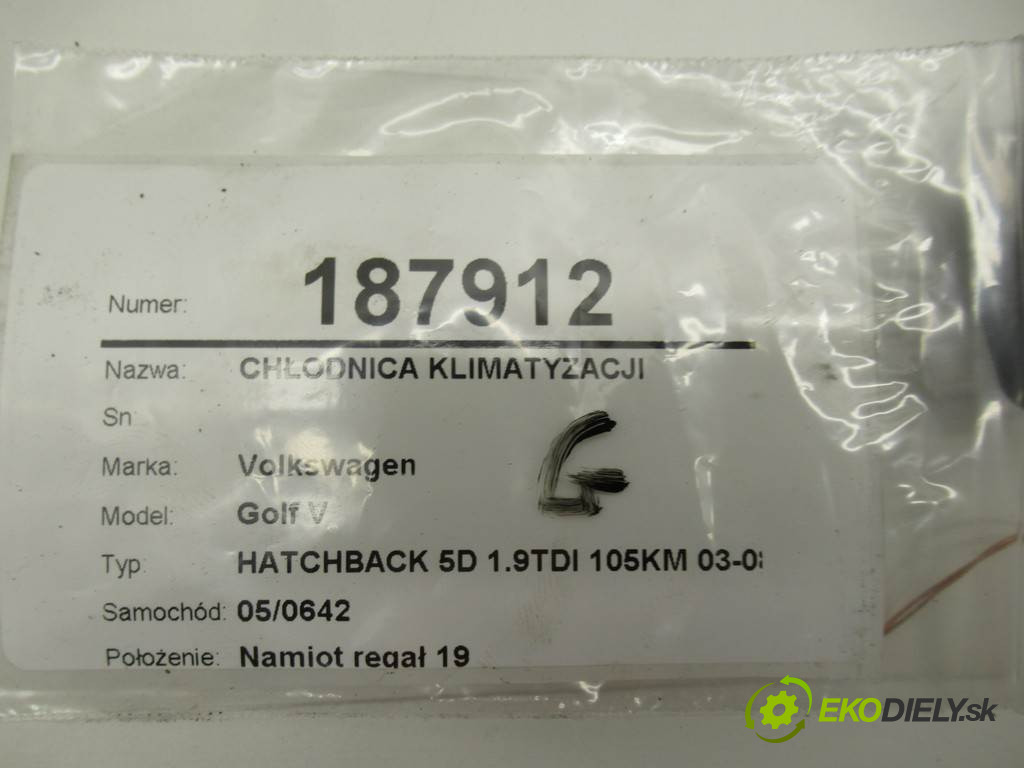 Numer: 187912
Nazwa: CHŁODNICA KLIMATYZACJI
Sn
Marka: Volkswagen
G
Model: Golf V
Typ: HATCHBACK 5D 1.9TDI 105KM 03-0
Samochód: 05/0642
Położenie: Namiot regał 19
EKODIELY.sk